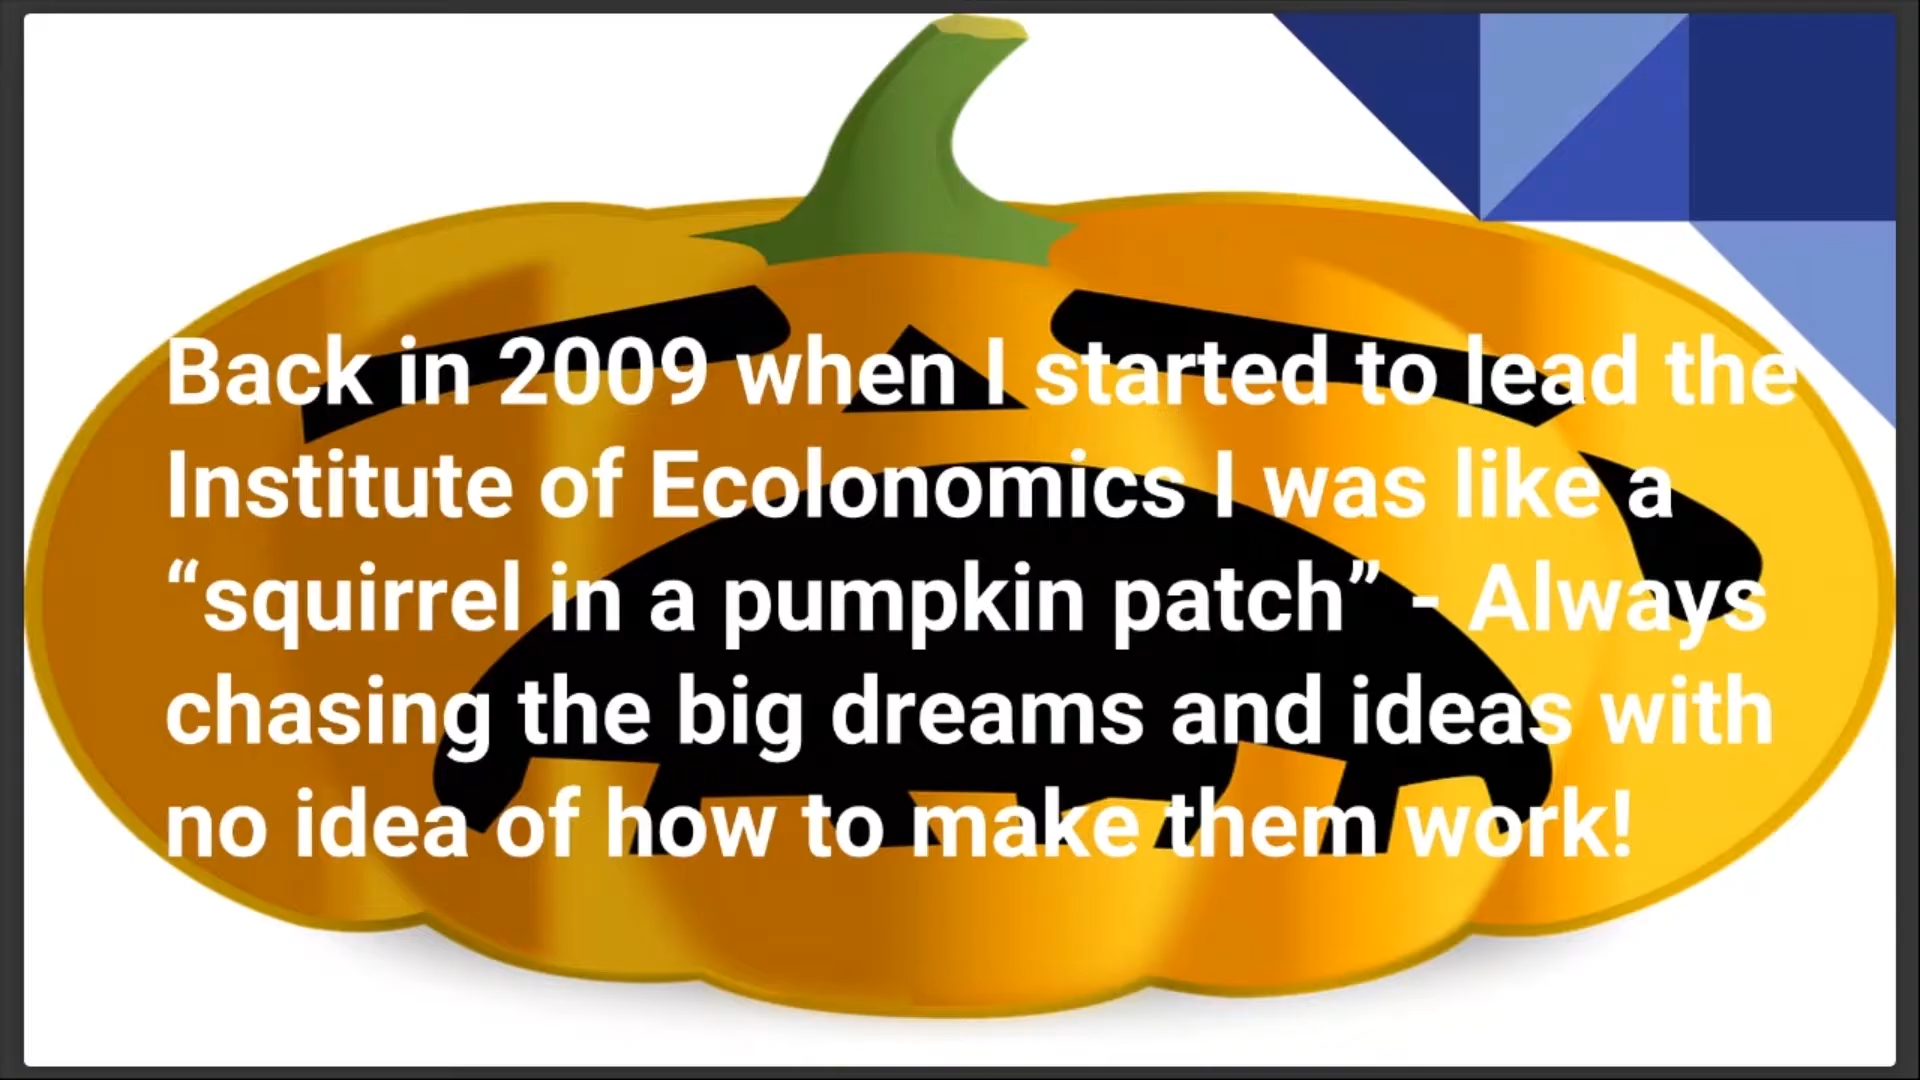 Back in 2009 when I started to lead the
Institute of Ecolonomics I was like a
“squirrel in a pumpkin patch” - Always
chasing the big dreams and ideas with
no idea of how to make them work!